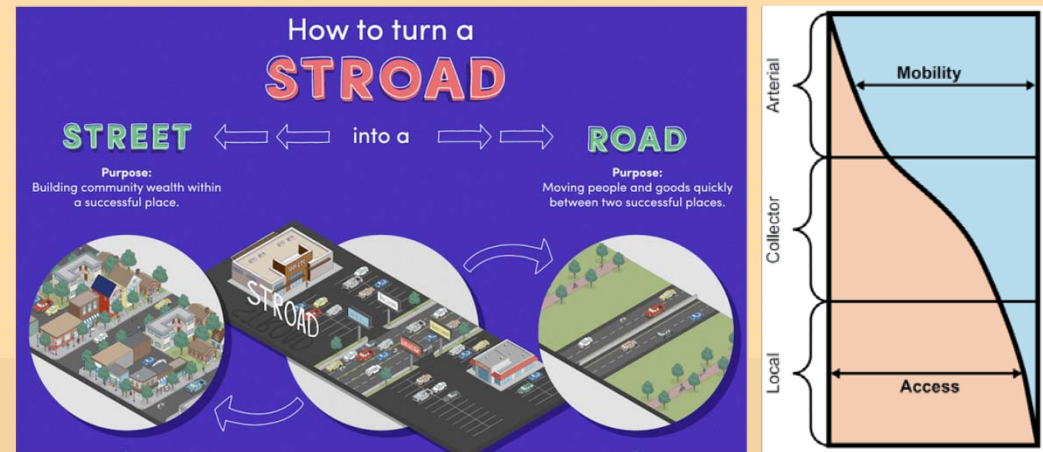 How to turn a
STROAD
STREET
into a
ROAD
Purpose:
Building community wealth within
a successful place.
Purpose:
Moving people and goods quickly
between two successful places.
STROAD
Arterial
Mobility
Collector
Local
Access